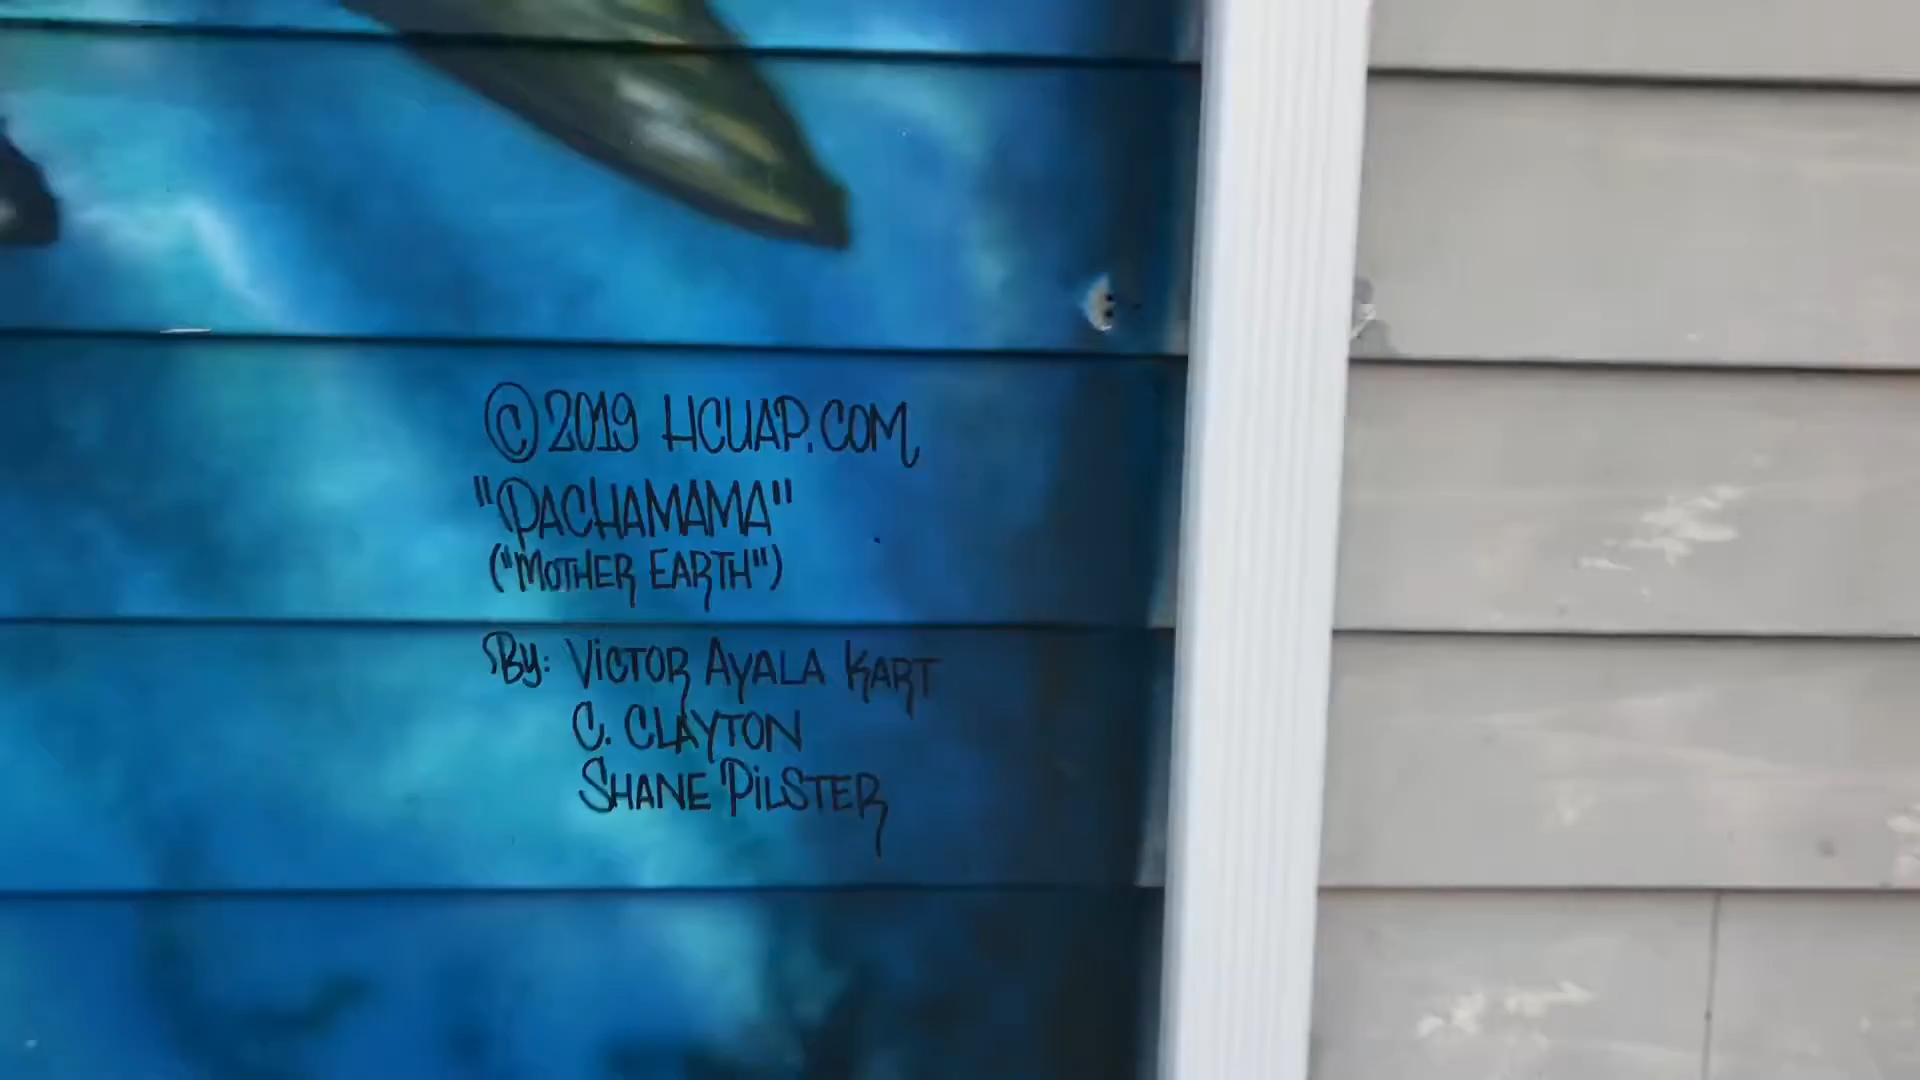 ©2019 HCUAP.COM
"PACHAMAMA"
("MOTHER EARTH")
By: ViCTOR AyALA KART
C. CLAyTON
SHANE PiLSTER